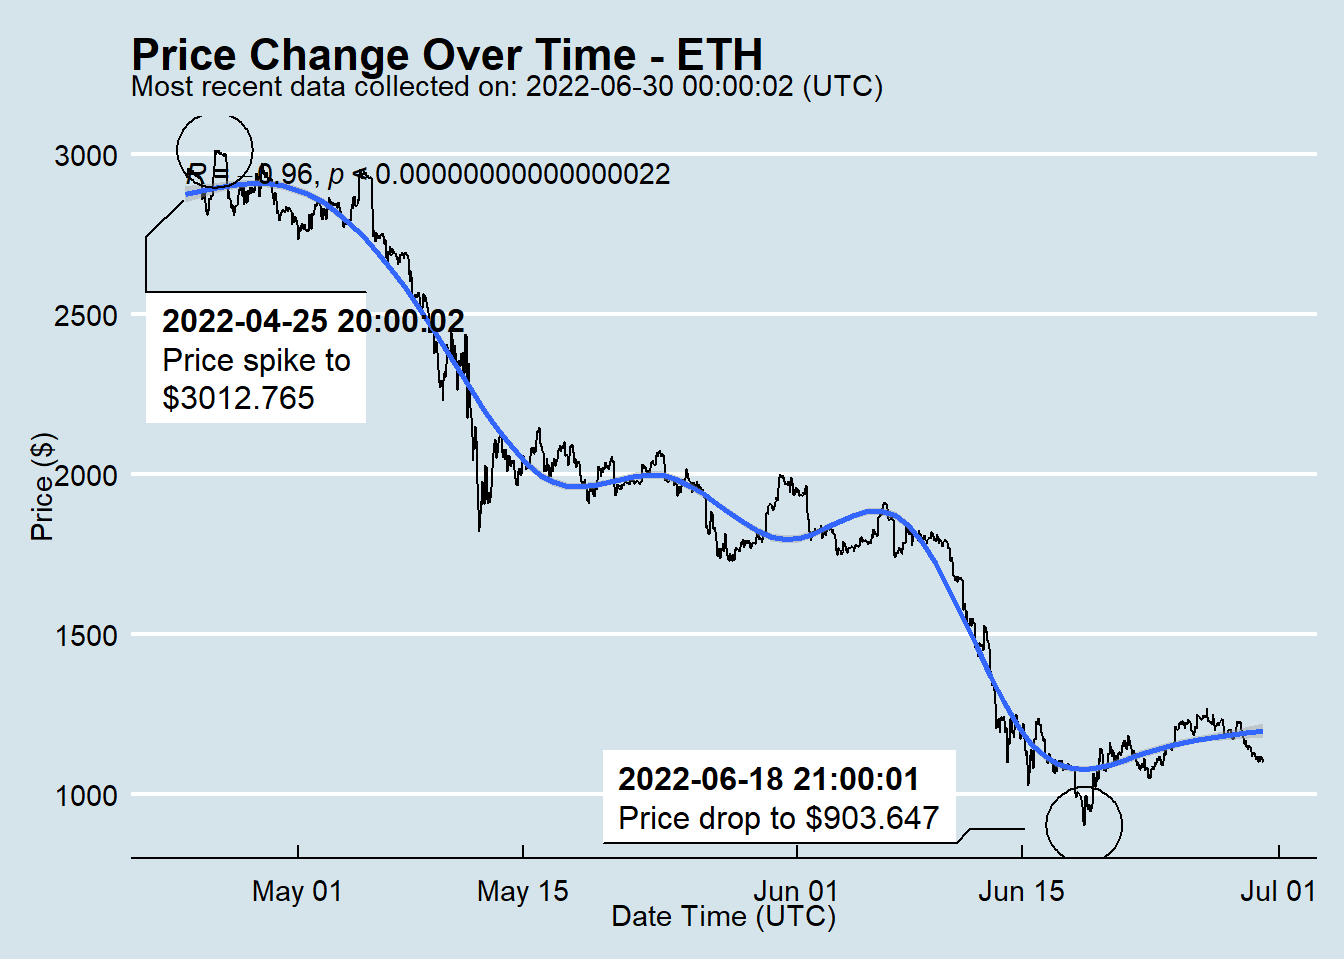 Price Change Over Time - ETH
Most recent data collected on: 2022-06-30 00:00:02 (UTC)
3000
R = −0.96, p < 0.00000000000000022
2500
2022-04-25 20:00:02
Price spike to
$3012.765
2000
Price ($)
1500
1000
2022-06-18 21:00:01
Price drop to $903.647
May 01
May 15
Jun 01
Jun 15
Jul 01
Date Time (UTC)